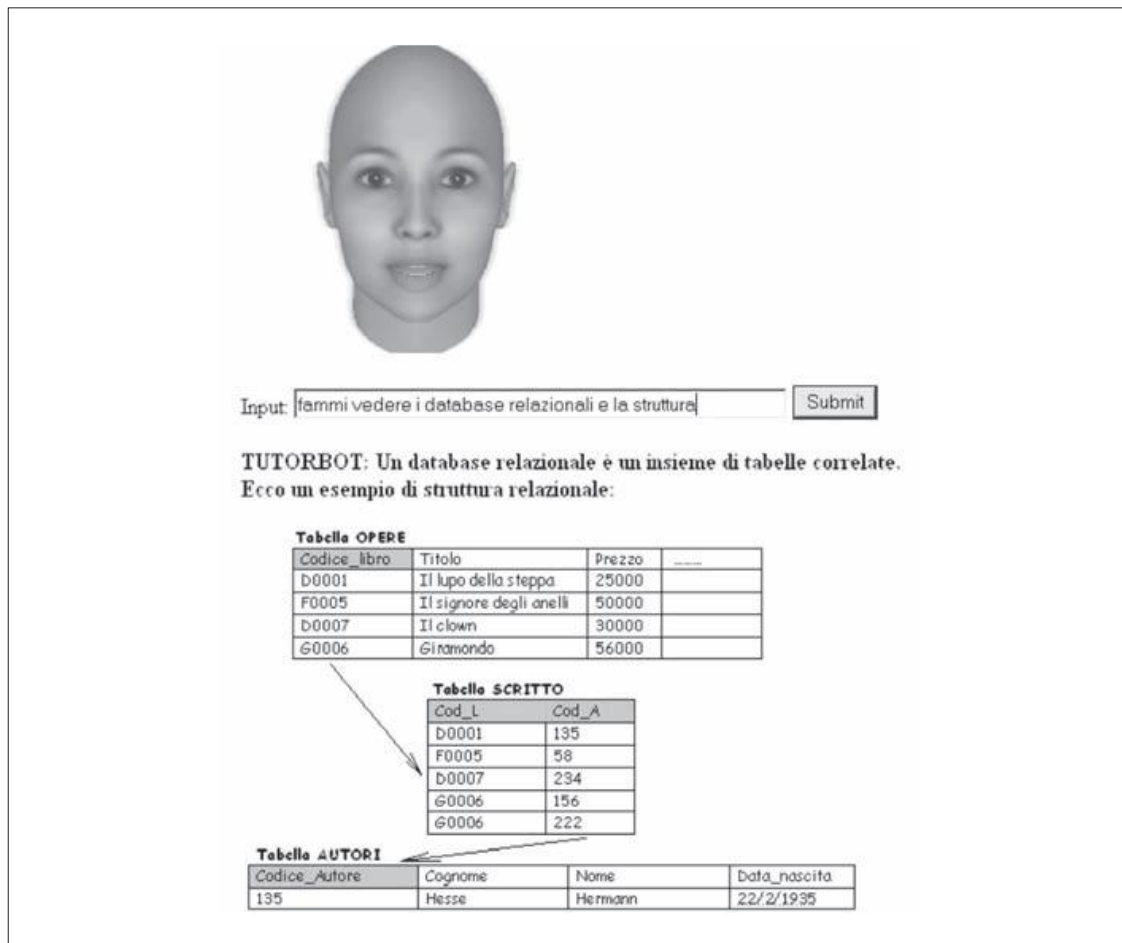 Input: fammi vedere i database relazionali e la struttura Submit
TUTORBOT: Un database relazionale è un insieme di tabelle correlate.
Ecco un esempio di struttura relazionale:
Tabella OPERE
Codice_libro Titolo Prezzo ___
D0001 Il lupo della steppa 25000
F0005 Il signore degli anelli 50000
D0007 Il clown 30000
G0006 Giramondo 56000
Tabella SCRITTO
Cod_L Cod_A
D0001 135
F0005 58
D0007 234
G0006 156
G0006 222
Tabella AUTORI
Codice_Autore Cognome Nome Data_nascita
135 Hesse Hermann 22/2/1935